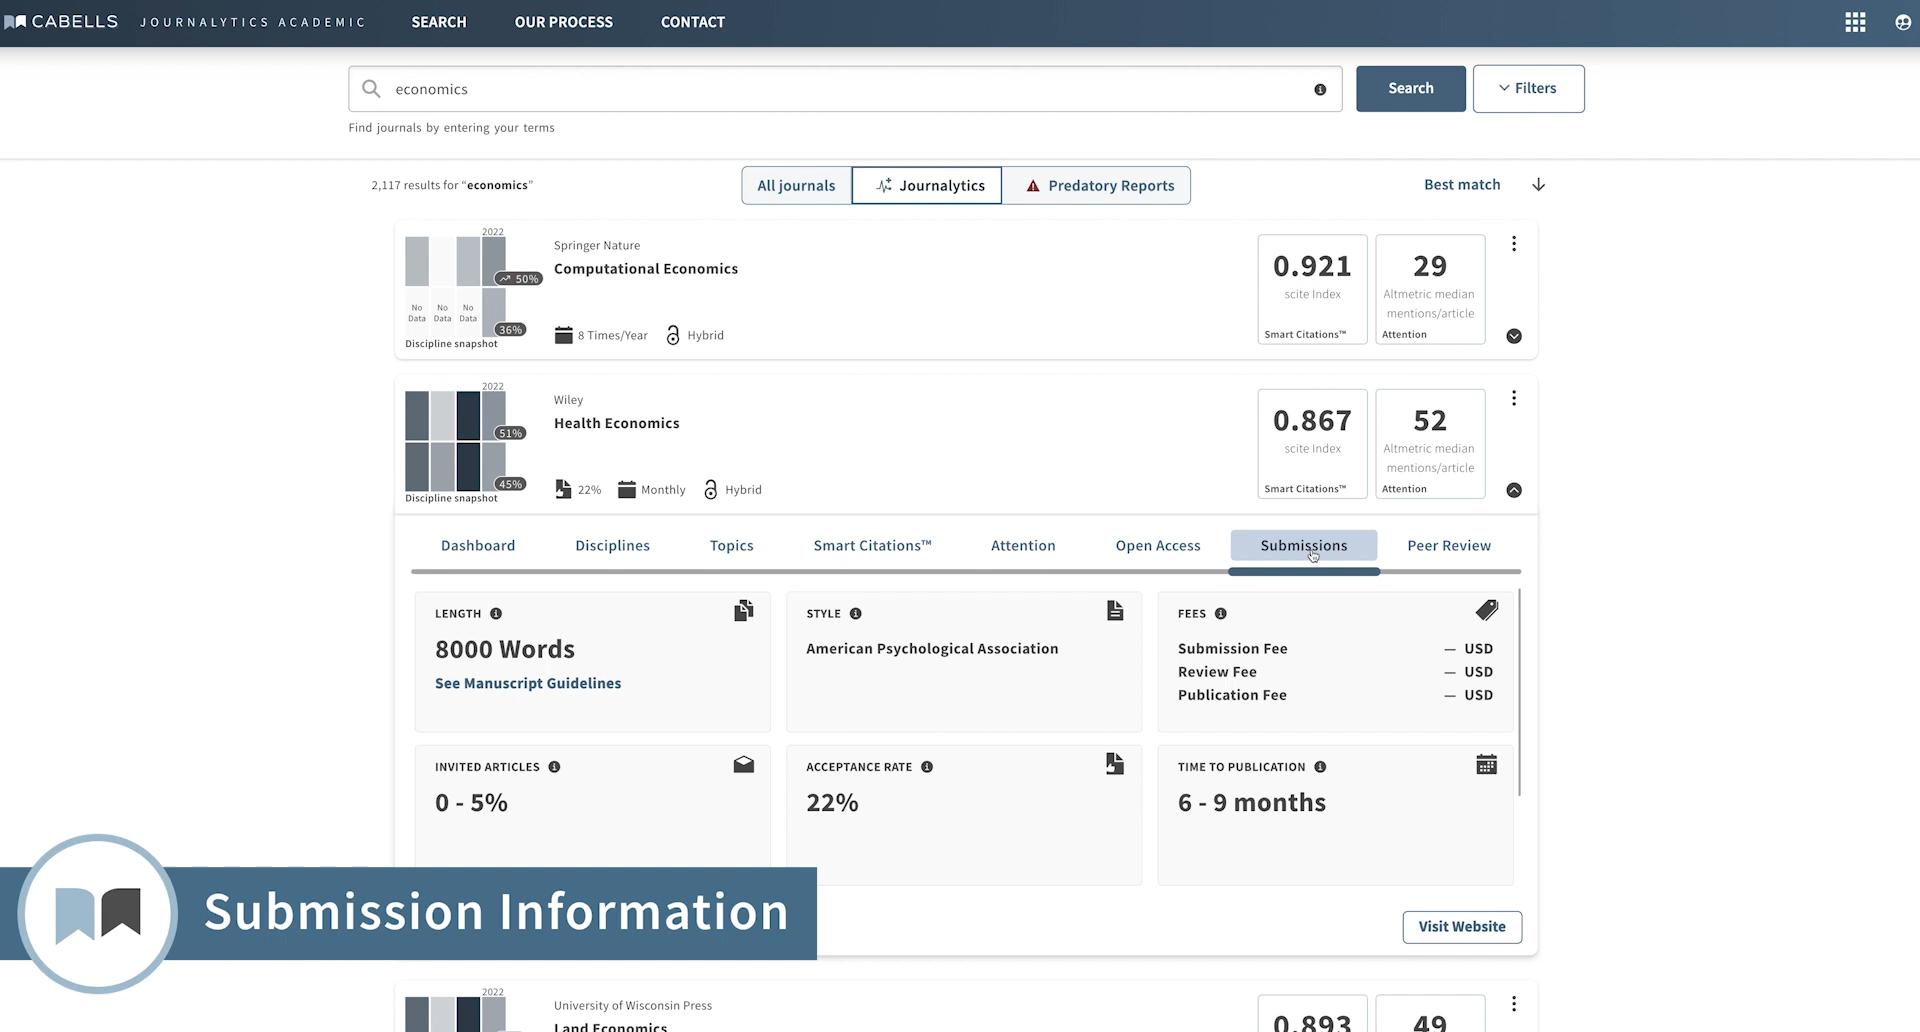 CABELLS JOURNALYTICS ACADEMIC SEARCH OUR PROCESS CONTACT
economics
Search
Filters
Find journals by entering your terms
2,117 results for “economics”
All journals
Journalytics
Predatory Reports
Best match
2022
50%
No Data
No Data
No Data
36%
Discipline snapshot
Springer Nature
Computational Economics
8 Times/Year
Hybrid
0.921
scite Index
Smart Citations™
29
Altmetric median
mentions/article
Attention
2022
51%
45%
Discipline snapshot
Wiley
Health Economics
22%
Monthly
Hybrid
0.867
scite Index
Smart Citations™
52
Altmetric median
mentions/article
Attention
Dashboard
Disciplines
Topics
Smart Citations™
Attention
Open Access
Submissions
Peer Review
LENGTH
8000 Words
See Manuscript Guidelines
STYLE
American Psychological Association
FEES
Submission Fee — USD
Review Fee — USD
Publication Fee — USD
INVITED ARTICLES
0 - 5%
ACCEPTANCE RATE
22%
TIME TO PUBLICATION
6 - 9 months
Submission Information
Visit Website
2022
University of Wisconsin Press
Land Economics
0.893
49